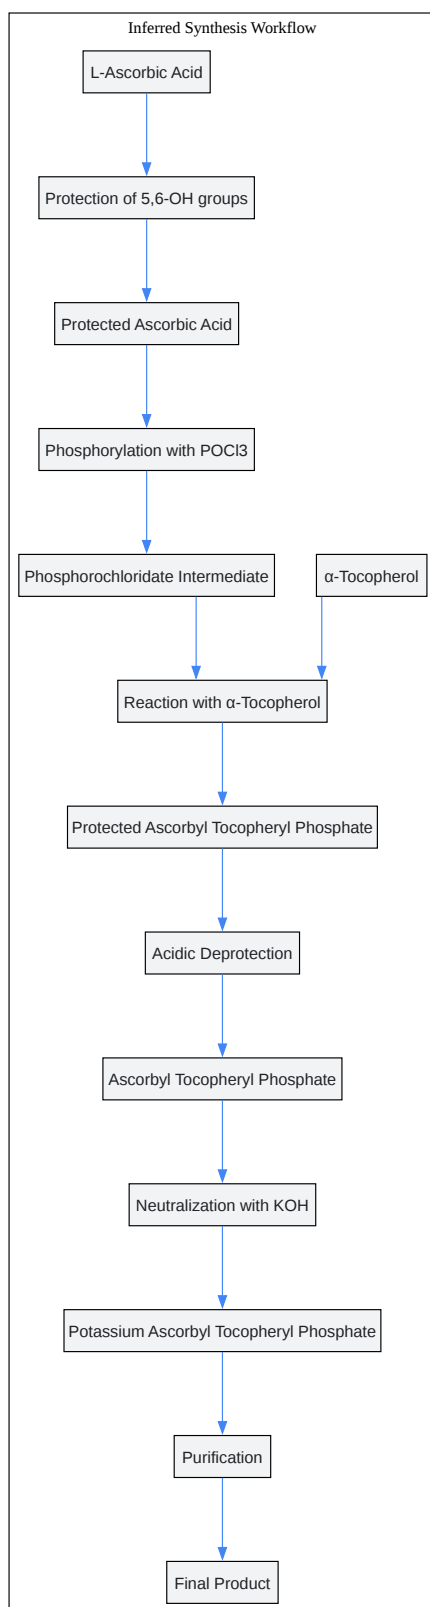 Inferred Synthesis Workflow
L-Ascorbic Acid
Protection of 5,6-OH groups
Protected Ascorbic Acid
Phosphorylation with POCl3
Phosphorochloridate Intermediate
α-Tocopherol
Reaction with α-Tocopherol
Protected Ascorbyl Tocopheryl Phosphate
Acidic Deprotection
Ascorbyl Tocopheryl Phosphate
Neutralization with KOH
Potassium Ascorbyl Tocopheryl Phosphate
Purification
Final Product